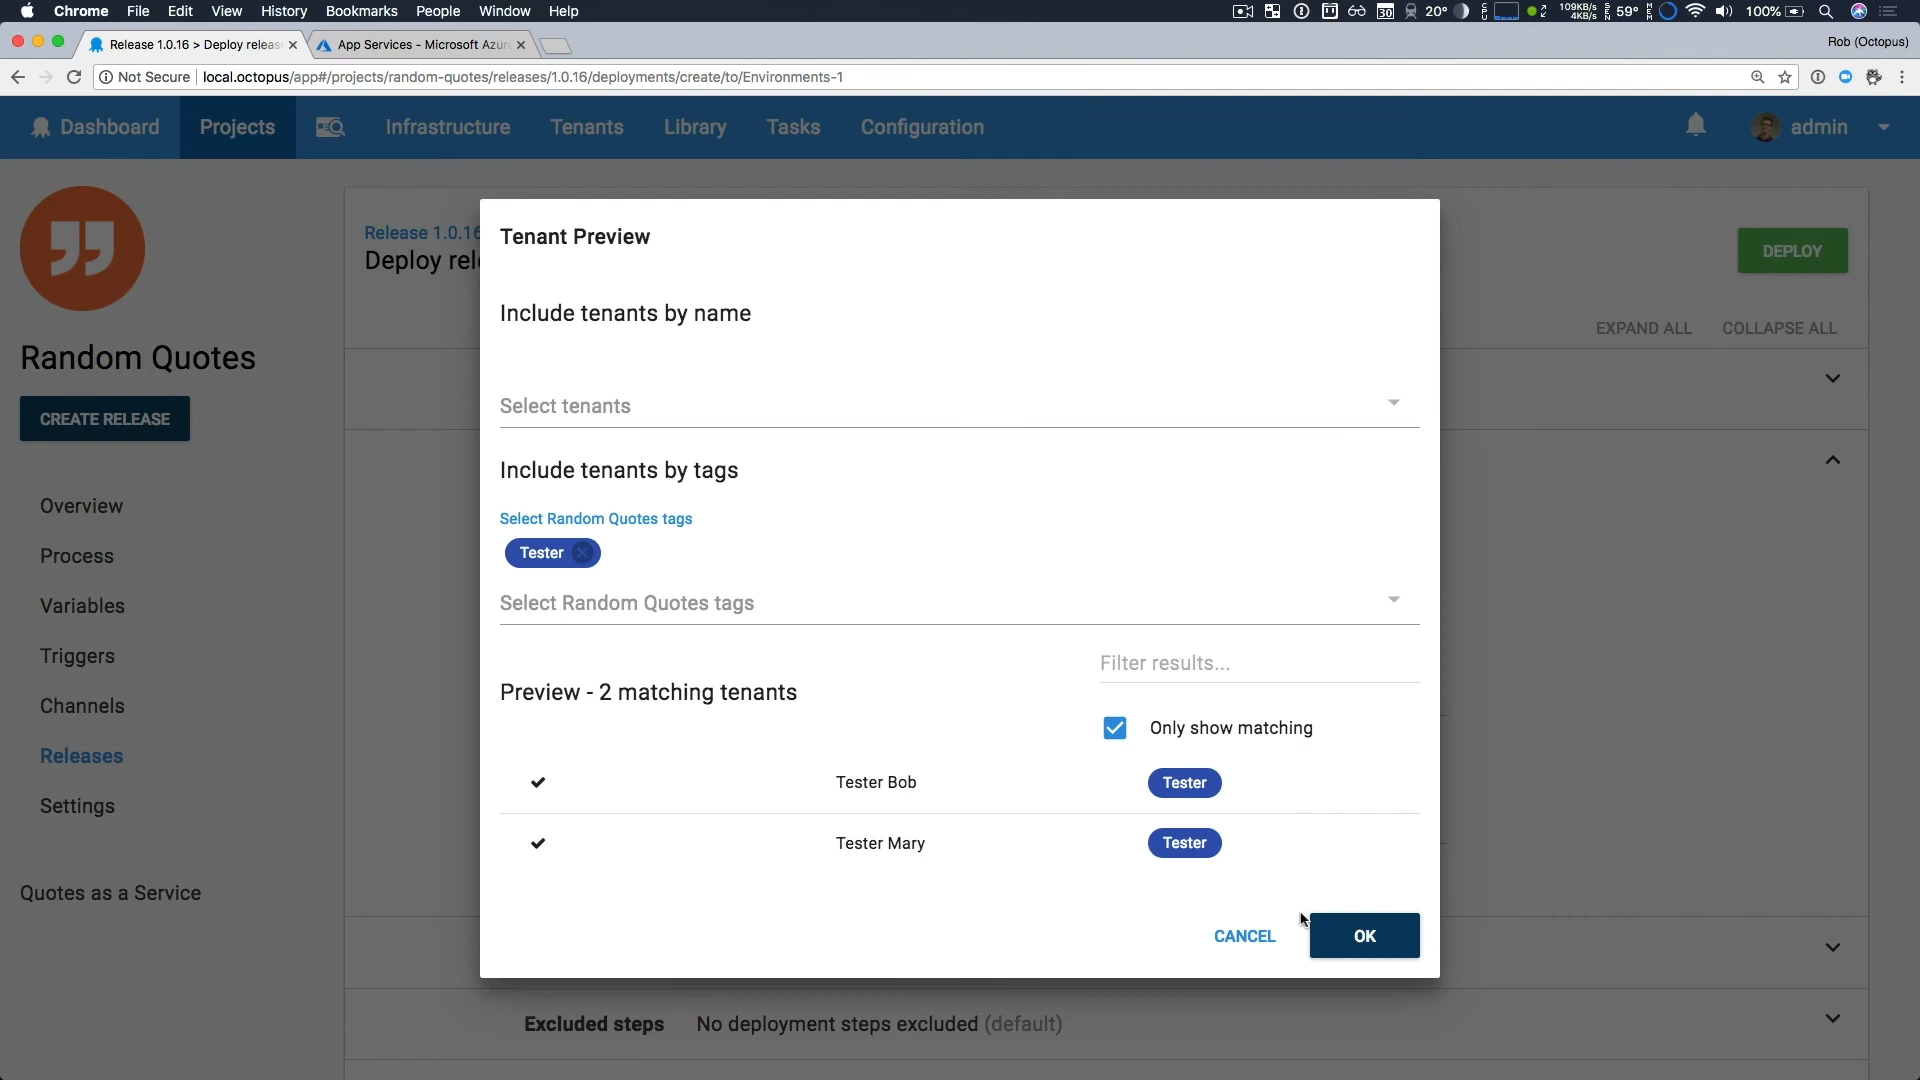 Chrome File Edit View History Bookmarks People Window Help
30 20° 109KB/s 4KB/s 59° 100%
Release 1.0.16 > Deploy releas
App Services - Microsoft Azure
Rob (Octopus)
Not Secure local.octopus/app#/projects/random-quotes/releases/1.0.16/deployments/create/to/Environments-1
Dashboard Projects Infrastructure Tenants Library Tasks Configuration admin
Release 1.0.16
Deploy rel
DEPLOY
EXPAND ALL COLLAPSE ALL
Random Quotes
CREATE RELEASE
Overview
Process
Variables
Triggers
Channels
Releases
Settings
Quotes as a Service
Tenant Preview
Include tenants by name
Select tenants
Include tenants by tags
Select Random Quotes tags
Tester
Select Random Quotes tags
Filter results...
Preview - 2 matching tenants
Only show matching
Tester Bob Tester
Tester Mary Tester
CANCEL OK
Excluded steps No deployment steps excluded (default)